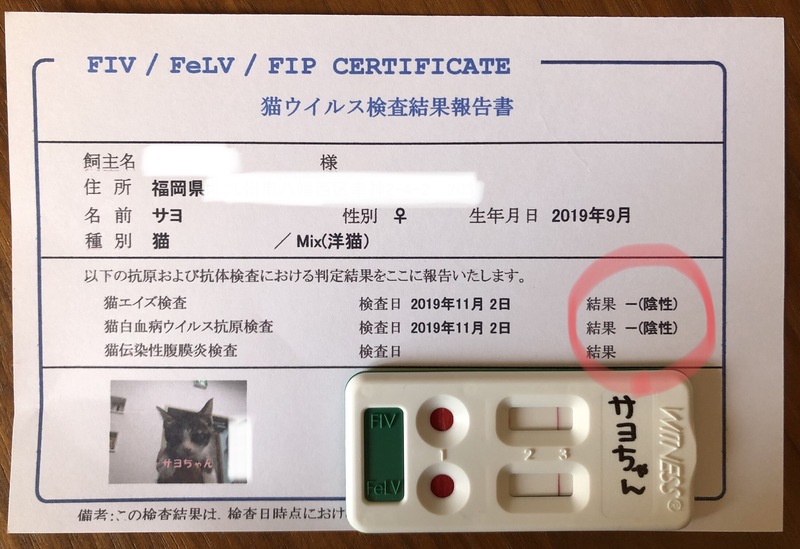 FIV / FeLV / FIP CERTIFICATE
猫ウイルス検査結果報告書
飼主名 様
住所 福岡県
名前 サヨ 性別 ♀ 生年月日 2019年9月
種別 猫 / Mix(洋猫)
以下の抗原および抗体検査における判定結果をここに報告いたします。
猫エイズ検査 検査日 2019年11月2日 結果 −(陰性)
猫白血病ウイルス抗原検査 検査日 2019年11月2日 結果 −(陰性)
猫伝染性腹膜炎検査 検査日 結果
サヨちゃん
FIV
FeLV
1 2 3
サヨちゃん
WITNESS®
備考:この検査結果は、検査日時点におけ